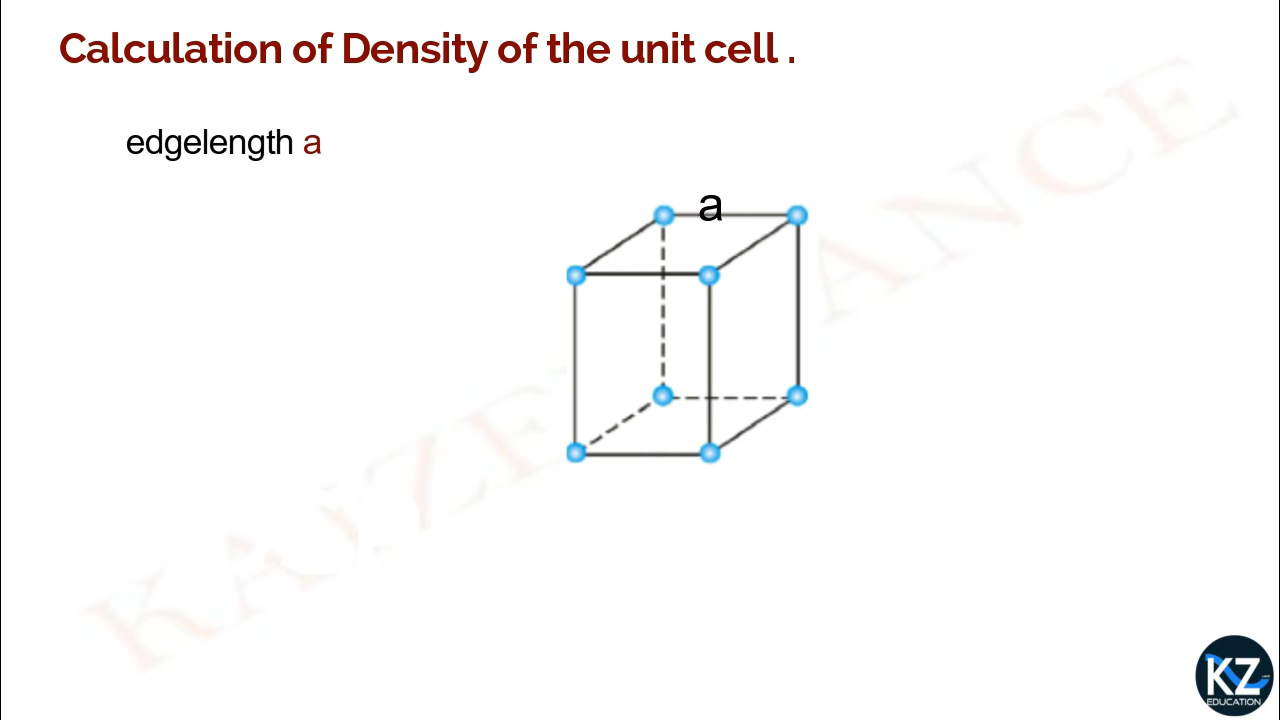 Calculation of Density of the unit cell .
edgelength a
a
KZ
EDUCATION